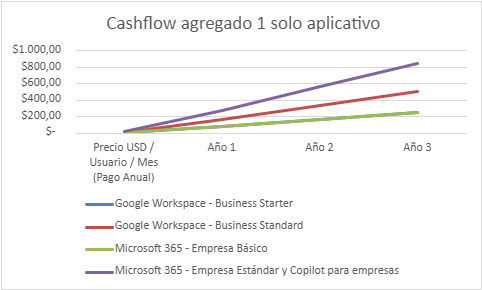 Cashflow agregado 1 solo aplicativo
$1.000,00
$800,00
$600,00
$400,00
$200,00
$-
Precio USD /
Usuario / Mes
(Pago Anual)
Año 1
Año 2
Año 3
Google Workspace - Business Starter
Google Workspace - Business Standard
Microsoft 365 - Empresa Básico
Microsoft 365 - Empresa Estándar y Copilot para empresas